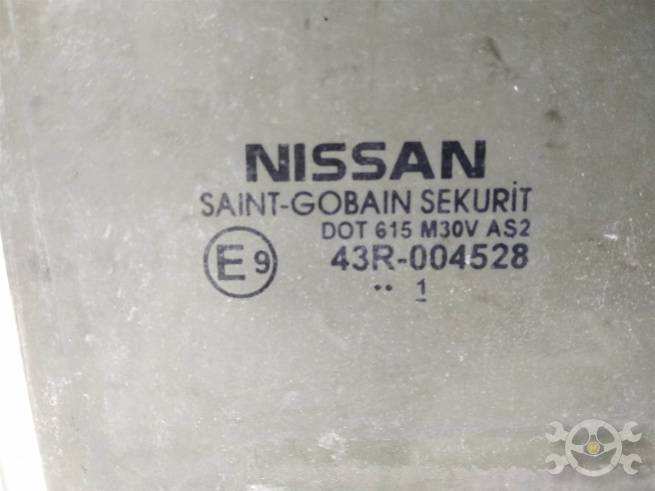 NISSAN
SAINT-GOBAIN SEKURIT
DOT 615 M30V AS2
E9 43R-004528
•• 1